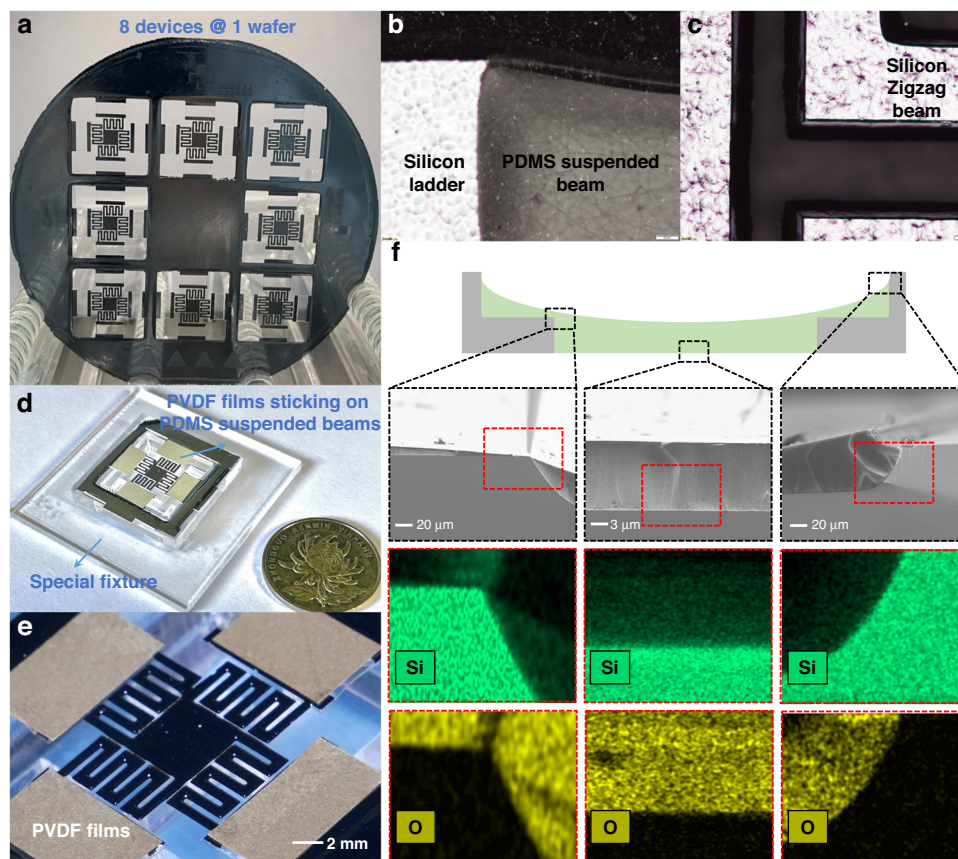 a
8 devices @ 1 wafer
b
Silicon
ladder
PDMS suspended
beam
c
Silicon
Zigzag
beam
d
PVDF films sticking on
PDMS suspended beams
Special fixture
e
PVDF films
2 mm
f
20 μm
3 μm
20 μm
Si
Si
Si
O
O
O